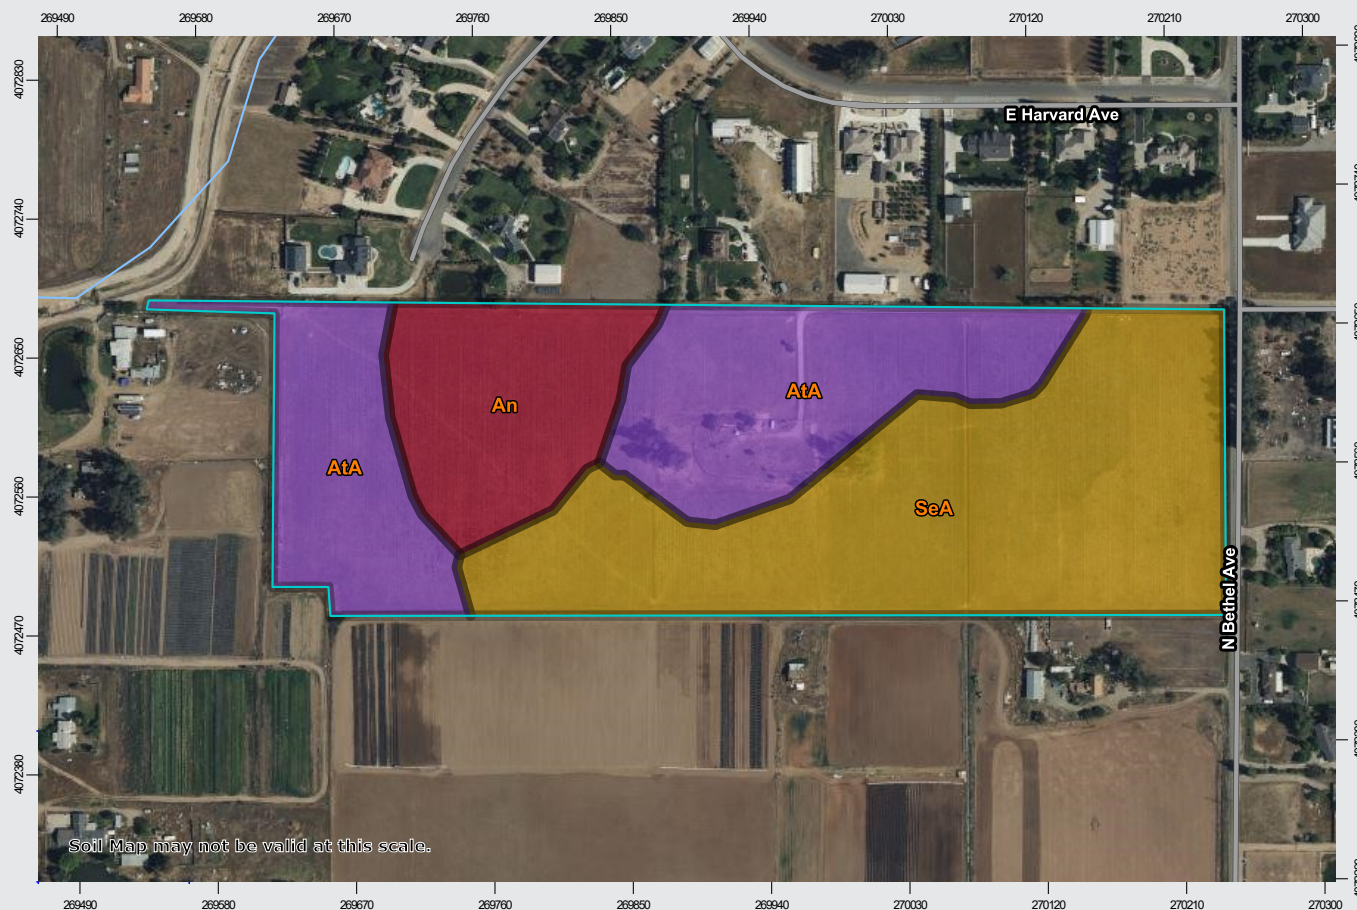 269490 269580 269670 269760 269850 269940 270030 270120 270210 270300
4072830
E Harvard Ave
4072740
4072650
AtA
An
AtA
4072560
SeA
N Bethel Ave
4072470
4072380
Soil Map may not be valid at this scale.
269490 269580 269670 269760 269850 269940 270030 270120 270210 270300